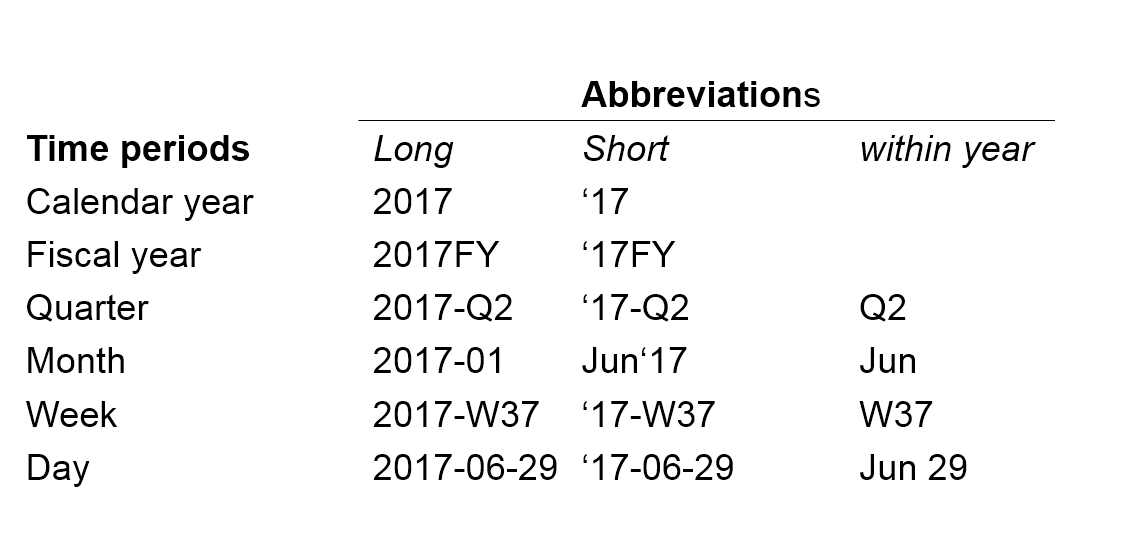 Abbreviations
Time periods Long Short within year
Calendar year 2017 ‘17
Fiscal year 2017FY ‘17FY
Quarter 2017-Q2 ‘17-Q2 Q2
Month 2017-01 Jun‘17 Jun
Week 2017-W37 ‘17-W37 W37
Day 2017-06-29 ‘17-06-29 Jun 29